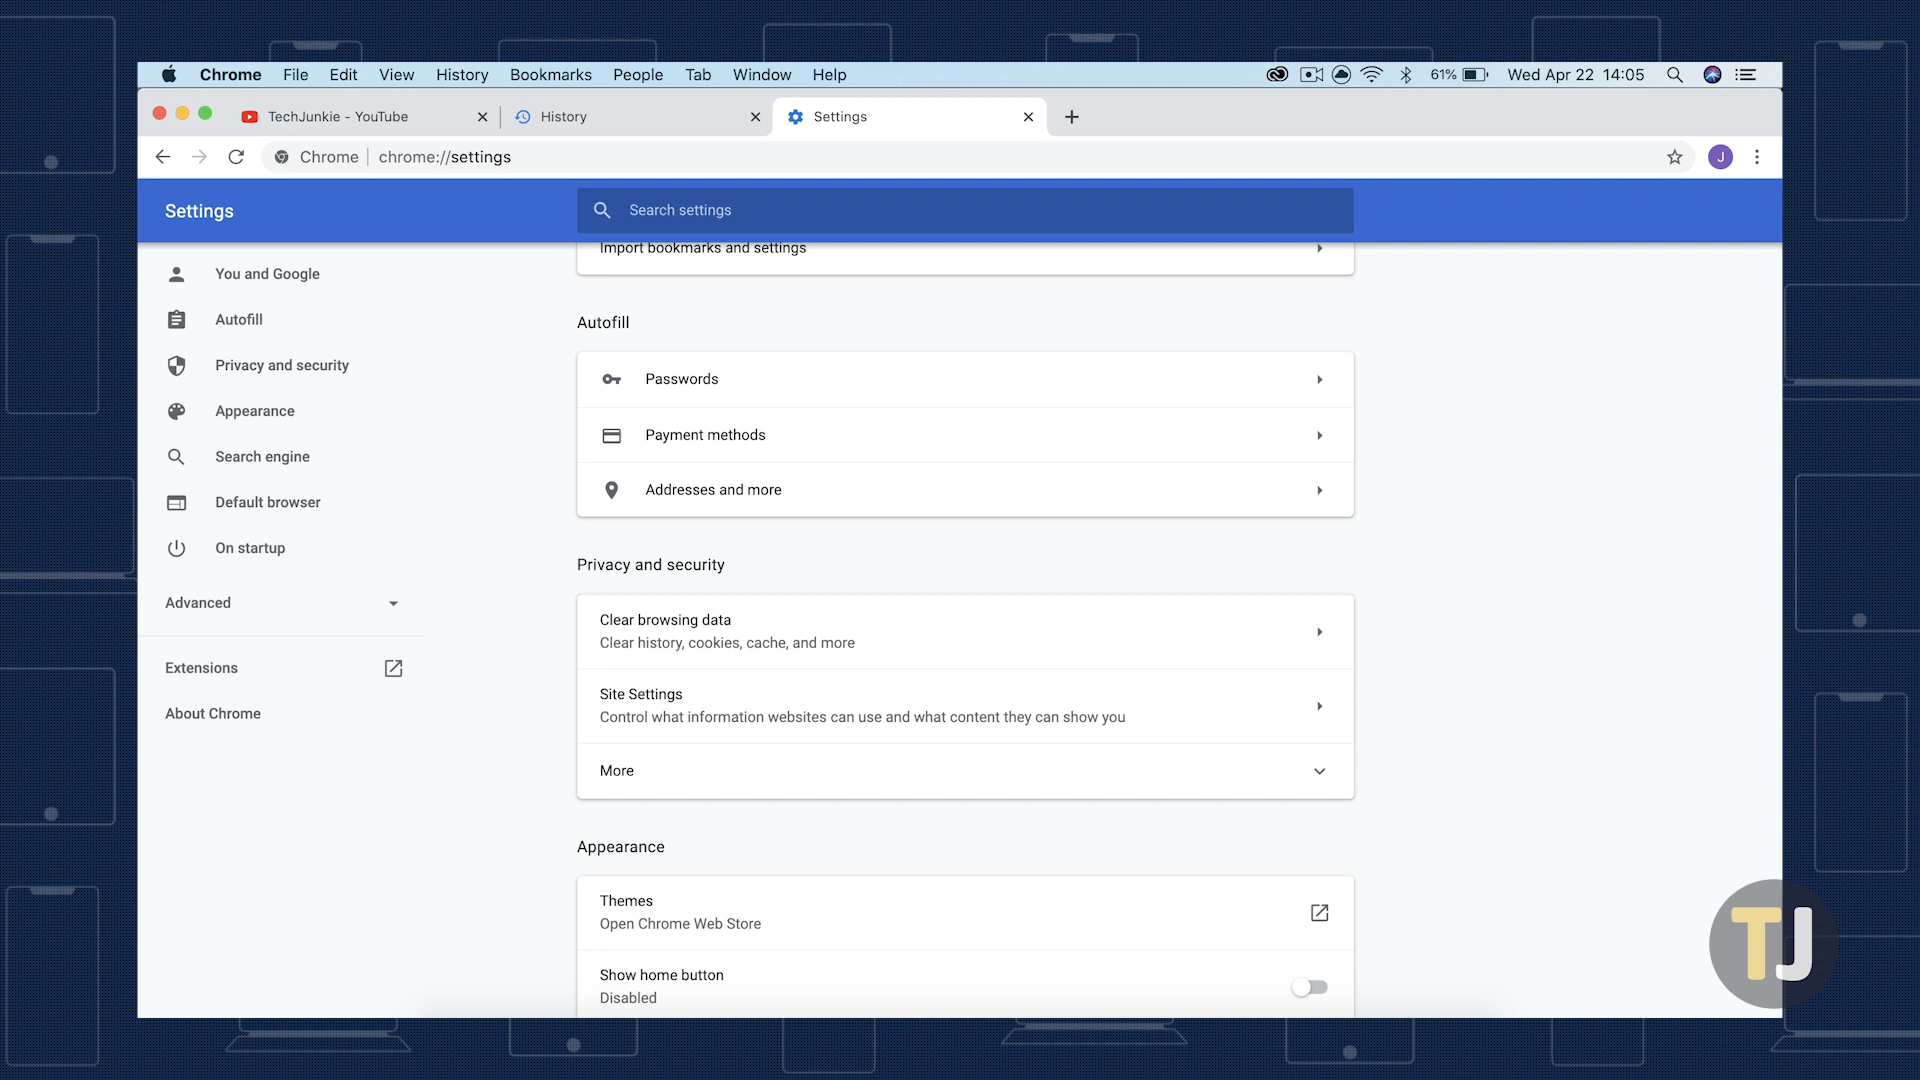 Chrome File Edit View History Bookmarks People Tab Window Help 61% Wed Apr 22 14:05
TechJunkie - YouTube History Settings
Chrome chrome://settings
J
Settings
Search settings
Import bookmarks and settings
You and Google
Autofill
Privacy and security
Appearance
Search engine
Default browser
On startup
Advanced
Extensions
About Chrome
Autofill
Passwords
Payment methods
Addresses and more
Privacy and security
Clear browsing data
Clear history, cookies, cache, and more
Site Settings
Control what information websites can use and what content they can show you
More
Appearance
Themes
Open Chrome Web Store
Show home button
Disabled
TJ